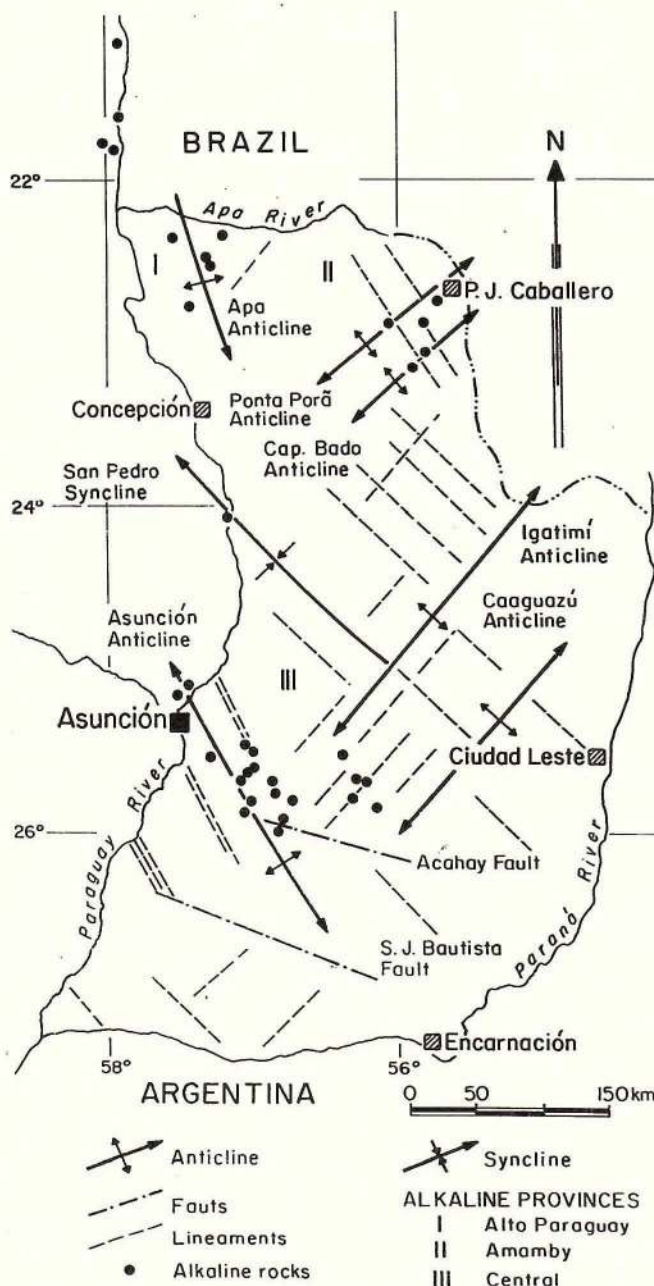 BRAZIL
N
22°
Apa River
I
II
P. J. Caballero
Apa
Anticline
Concepción
Ponta Porã
Anticline
Cap. Bado
Anticline
San Pedro
Syncline
24°
Igatimí
Anticline
Caaguazú
Anticline
Asunción
Anticline
III
Asunción
Ciudad Leste
26°
Paraguay River
Acahay Fault
S. J. Bautista
Fault
Paraná River
Encarnación
58°
56°
ARGENTINA
0 50 150 km
Anticline
Syncline
Fauts
ALKALINE PROVINCES
Lineaments
I Alto Paraguay
II Amamby
Alkaline rocks
III Central